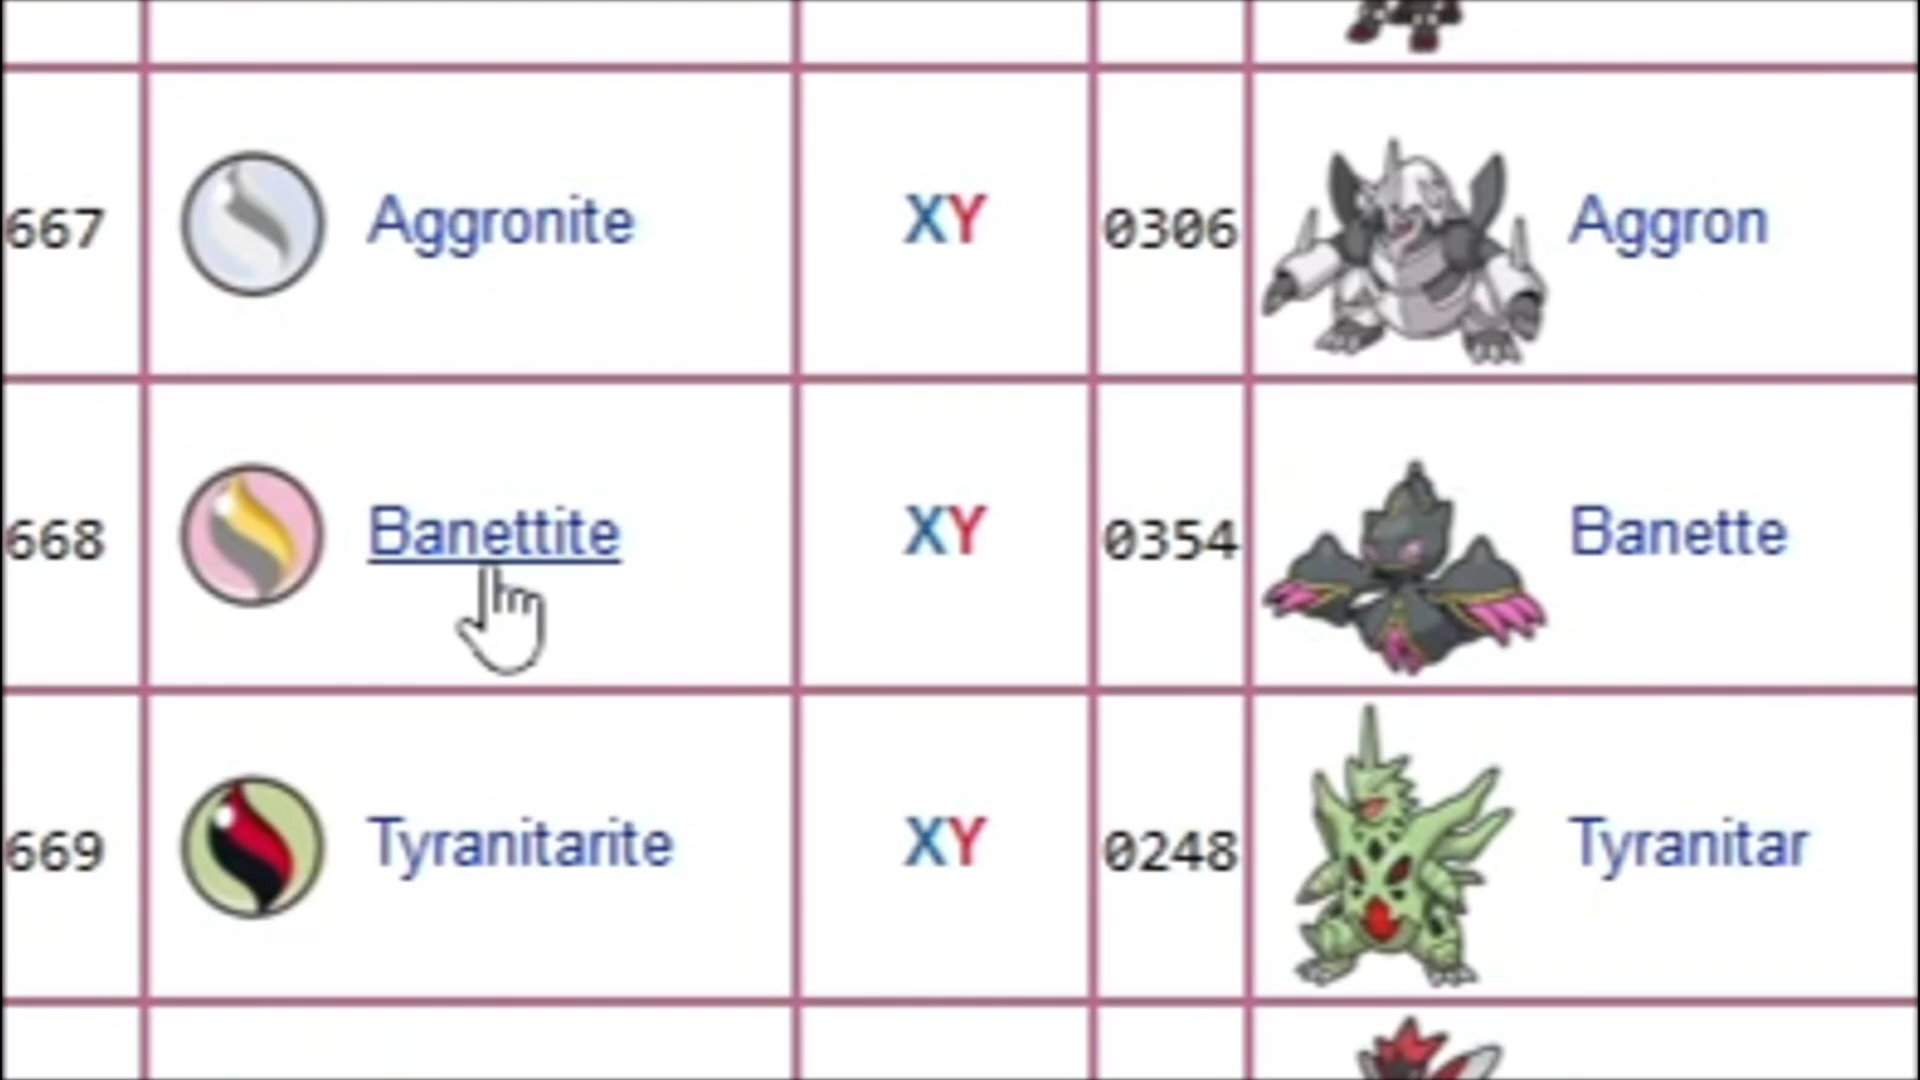 667 Aggronite XY 0306 Aggron
668 Banettite XY 0354 Banette
669 Tyranitarite XY 0248 Tyranitar